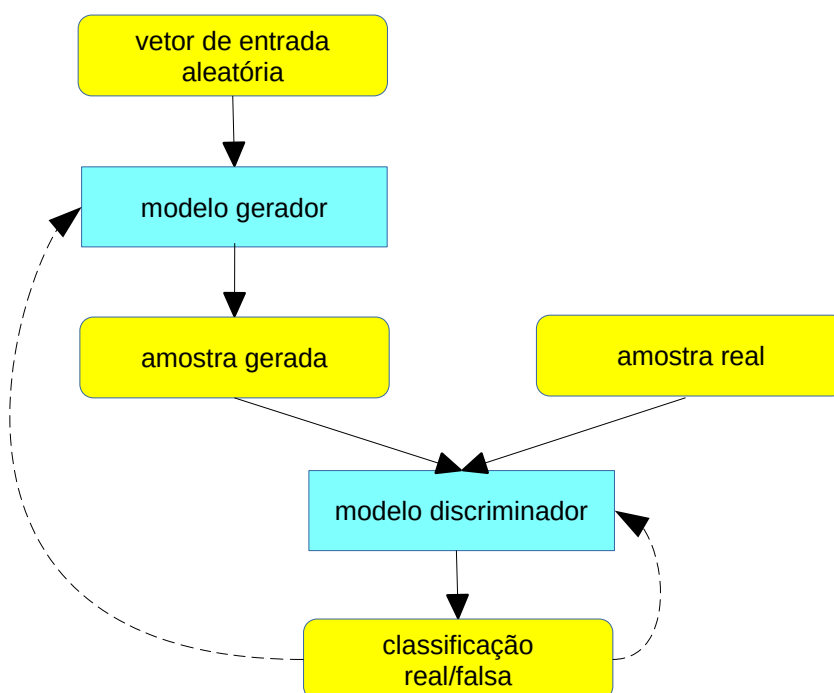 vetor de entrada
aleatória
modelo gerador
amostra gerada
amostra real
modelo discriminador
classificação
real/falsa